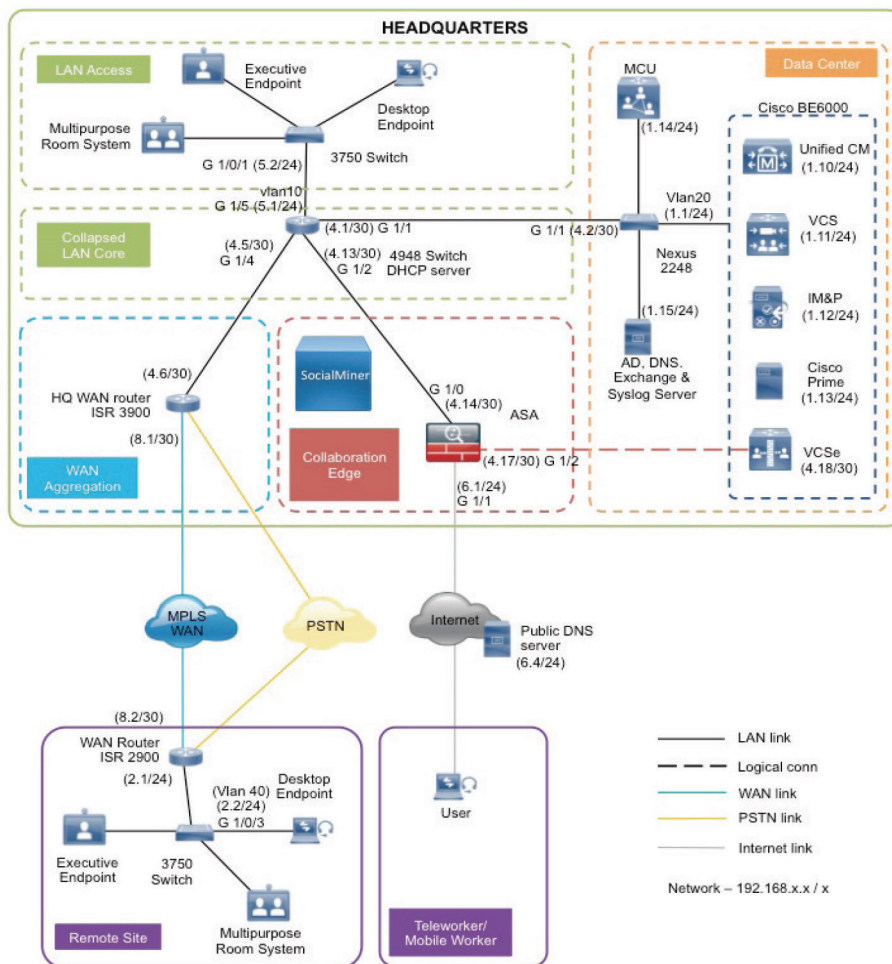 HEADQUARTERS
LAN Access
Executive
Endpoint
Desktop
Endpoint
Multipurpose
Room System
3750 Switch
G 1/0/1 (5.2/24)
vlan10
G 1/5 (5.1/24)
Collapsed
LAN Core
(4.1/30) G 1/1
(4.5/30)
G 1/4
(4.13/30)
G 1/2
4948 Switch
DHCP server
Data Center
MCU
(1.14/24)
Cisco BE6000
Unified CM
(1.10/24)
Vlan20
(1.1/24)
G 1/1 (4.2/30)
Nexus
2248
VCS
(1.11/24)
(1.15/24)
IM&P
(1.12/24)
AD, DNS.
Exchange &
Syslog Server
Cisco
Prime
(1.13/24)
VCSe
(4.18/30)
(4.6/30)
HQ WAN router
ISR 3900
(8.1/30)
WAN
Aggregation
SocialMiner
Collaboration
Edge
G 1/0
(4.14/30)
ASA
(4.17/30) G 1/2
(6.1/24)
G 1/1
MPLS
WAN
PSTN
Internet
Public DNS
server
(6.4/24)
(8.2/30)
WAN Router
ISR 2900
(2.1/24)
(Vlan 40)
(2.2/24)
G 1/0/3
Desktop
Endpoint
Executive
Endpoint
3750
Switch
Multipurpose
Room System
Remote Site
User
Teleworker/
Mobile Worker
LAN link
Logical conn
WAN link
PSTN link
Internet link
Network – 192.168.x.x / x